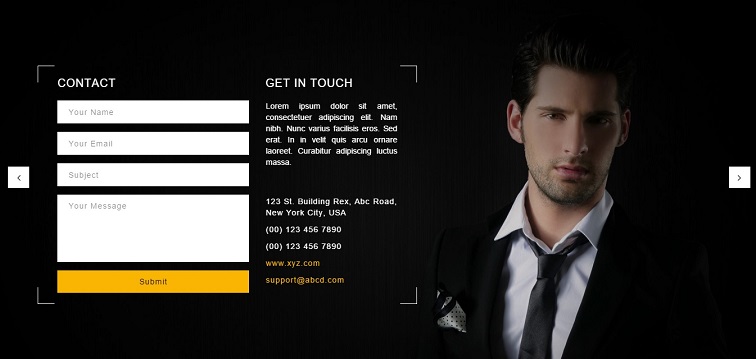 CONTACT
Your Name
Your Email
Subject
Your Message
Submit
GET IN TOUCH
Lorem ipsum dolor sit amet,
consectetuer adipiscing elit. Nam
nibh. Nunc varius facilisis eros. Sed
erat. In in velit quis arcu ornare
laoreet. Curabitur adipiscing luctus
massa.
123 St. Building Rex, Abc Road,
New York City, USA
(00) 123 456 7890
(00) 123 456 7890
www.xyz.com
support@abcd.com